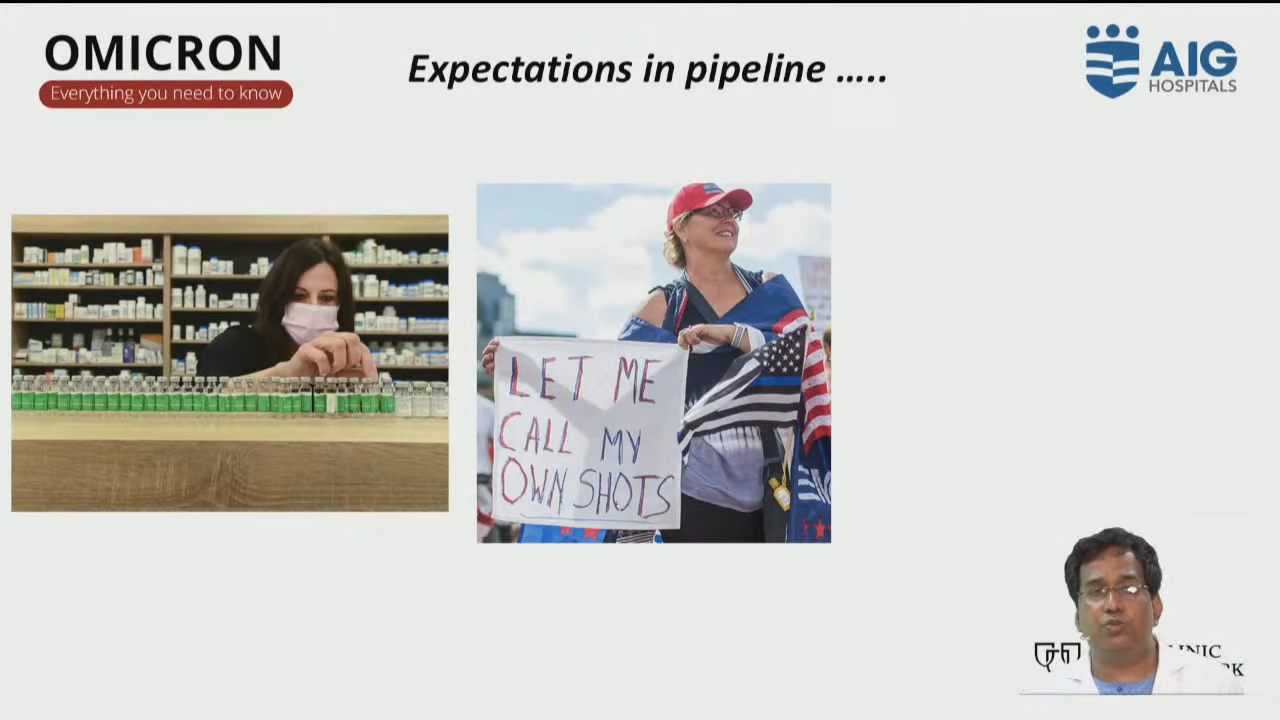 OMICRON
Everything you need to know
Expectations in pipeline .....
AIG
HOSPITALS
LET ME
CALL MY
OWN SHOTS